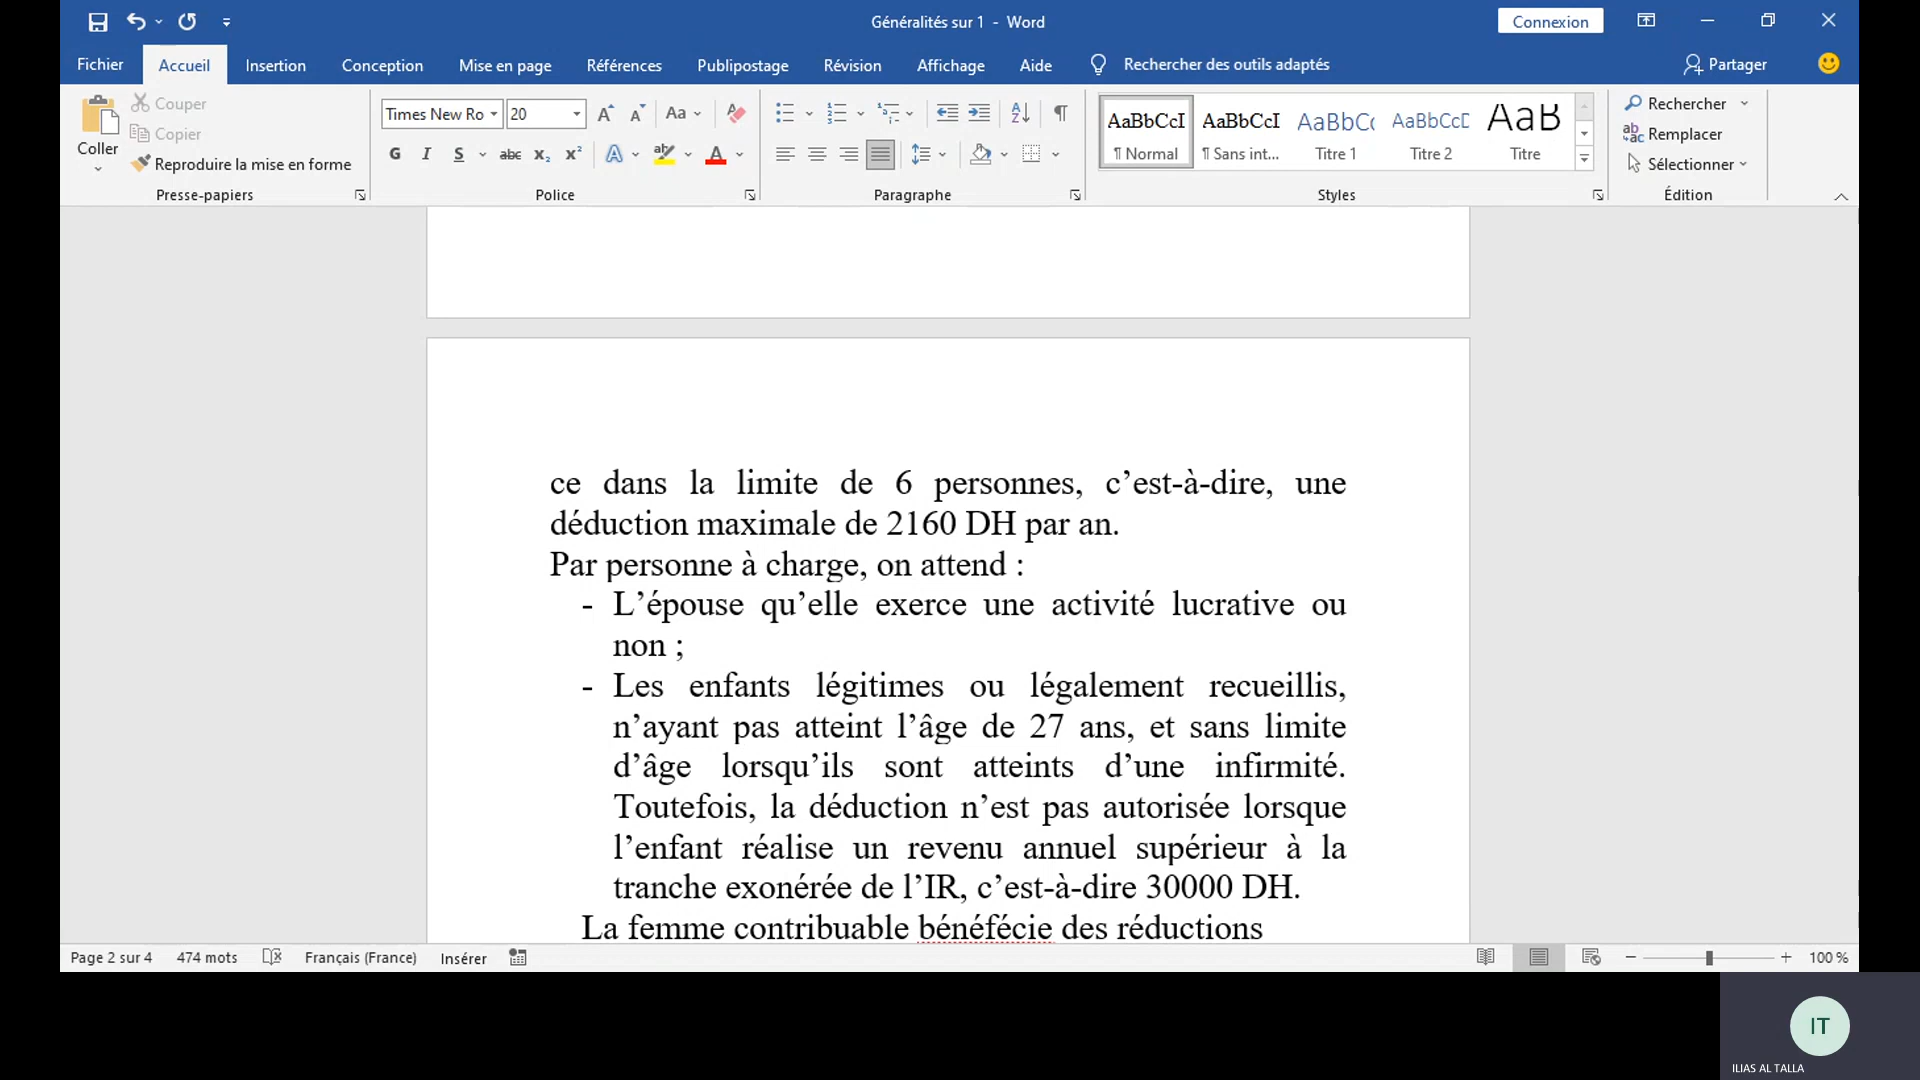 Généralités sur 1 - Word
Connexion
Fichier Accueil Insertion Conception Mise en page Références Publipostage Révision Affichage Aide Rechercher des outils adaptés Partager
Coller
Couper
Copier
Reproduire la mise en forme
Presse-papiers
Times New Ro 20 Aa
G I S abc x₂ x² A A
Police
Paragraphe
AaBbCcI AaBbCcI AaBbCc AaBbCcD AaB
¶ Normal ¶ Sans int... Titre 1 Titre 2 Titre
Styles
Rechercher
Remplacer
Sélectionner
Édition
ce dans la limite de 6 personnes, c’est-à-dire, une
déduction maximale de 2160 DH par an.
Par personne à charge, on attend :
- L’épouse qu’elle exerce une activité lucrative ou
non ;
- Les enfants légitimes ou légalement recueillis,
n’ayant pas atteint l’âge de 27 ans, et sans limite
d’âge lorsqu’ils sont atteints d’une infirmité.
Toutefois, la déduction n’est pas autorisée lorsque
l’enfant réalise un revenu annuel supérieur à la
tranche exonérée de l’IR, c’est-à-dire 30000 DH.
La femme contribuable bénéfécie des réductions
Page 2 sur 4 474 mots Français (France) Insérer 100 %
IT
ILIAS AL TALLA